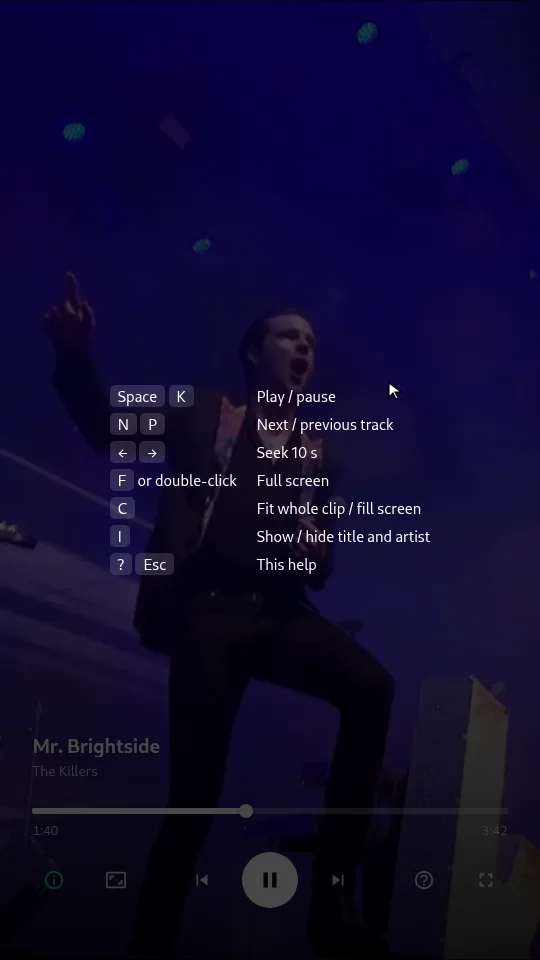 Space K Play / pause
N P Next / previous track
← → Seek 10 s
F or double-click Full screen
C Fit whole clip / fill screen
I Show / hide title and artist
? Esc This help
Mr. Brightside
The Killers
1:40 3:42